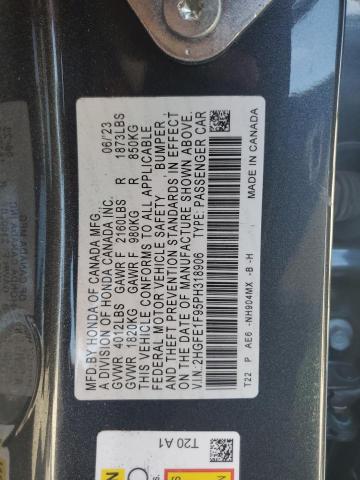 MFD.BY HONDA OF CANADA MFG. 06/23
A DIVISION OF HONDA CANADA INC.
GVWR 4012LBS GAWR F 2160LBS R 1873LBS
GVWR 1820KG GAWR F 980KG R 850KG
THIS VEHICLE CONFORMS TO ALL APPLICABLE
FEDERAL MOTOR VEHICLE SAFETY, BUMPER,
AND THEFT PREVENTION STANDARDS IN EFFECT
ON THE DATE OF MANUFACTURE SHOWN ABOVE.
V.I.N: 2HGFE1F95PH318906 TYPE: PASSENGER CAR
T22 P AE6 -NH904MX -B -H MADE IN CANADA
T20 A1